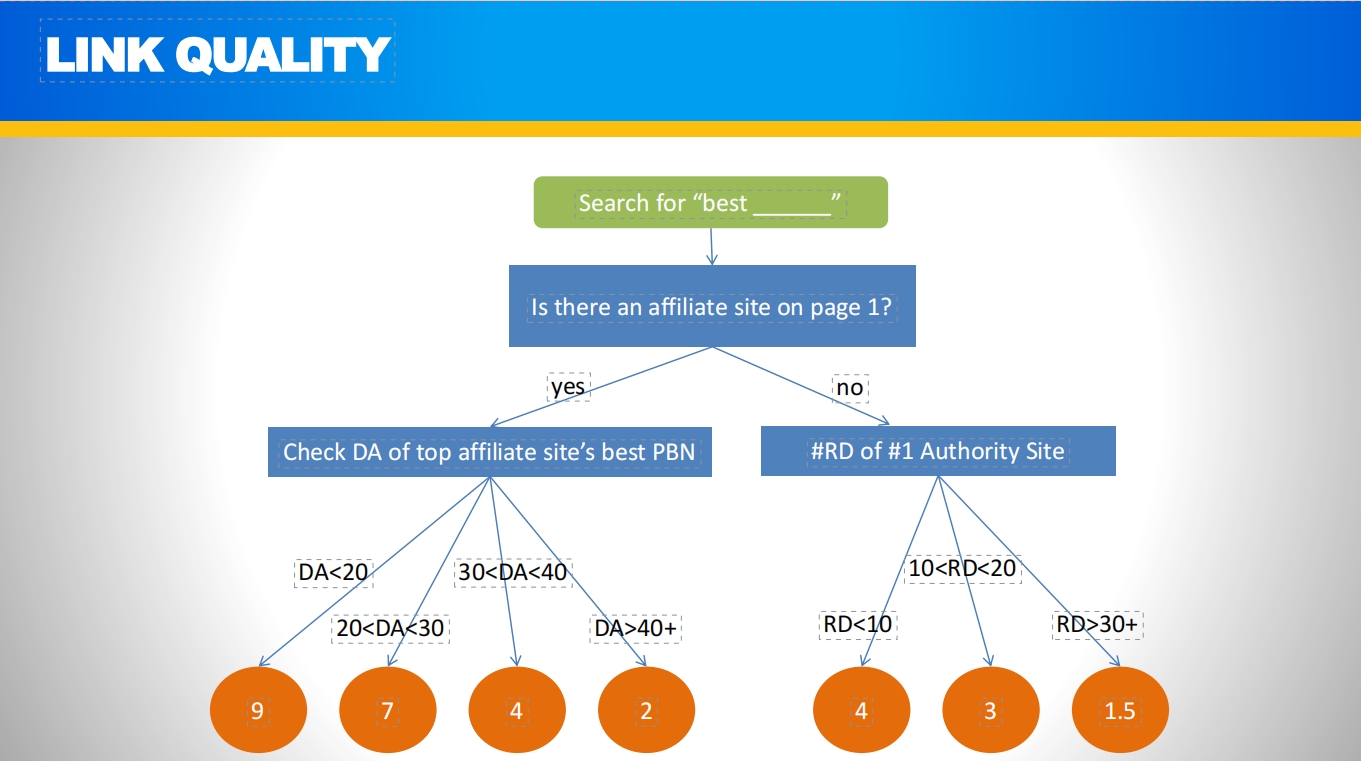 LINK QUALITY
Search for “best _______”
Is there an affiliate site on page 1?
yes
no
Check DA of top affiliate site’s best PBN
#RD of #1 Authority Site
DA<20
20<DA<30
30<DA<40
DA>40+
RD<10
10<RD<20
RD>30+
9
7
4
2
4
3
1.5